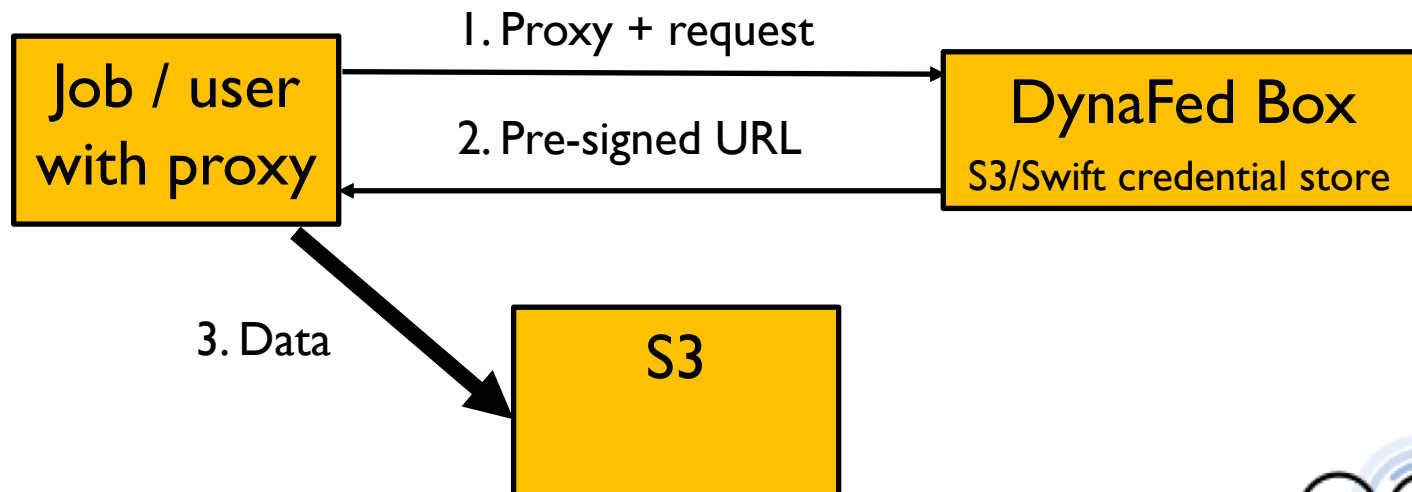 1. Proxy + request
Job / user
with proxy
DynaFed Box
S3/Swift credential store
2. Pre-signed URL
3. Data
S3